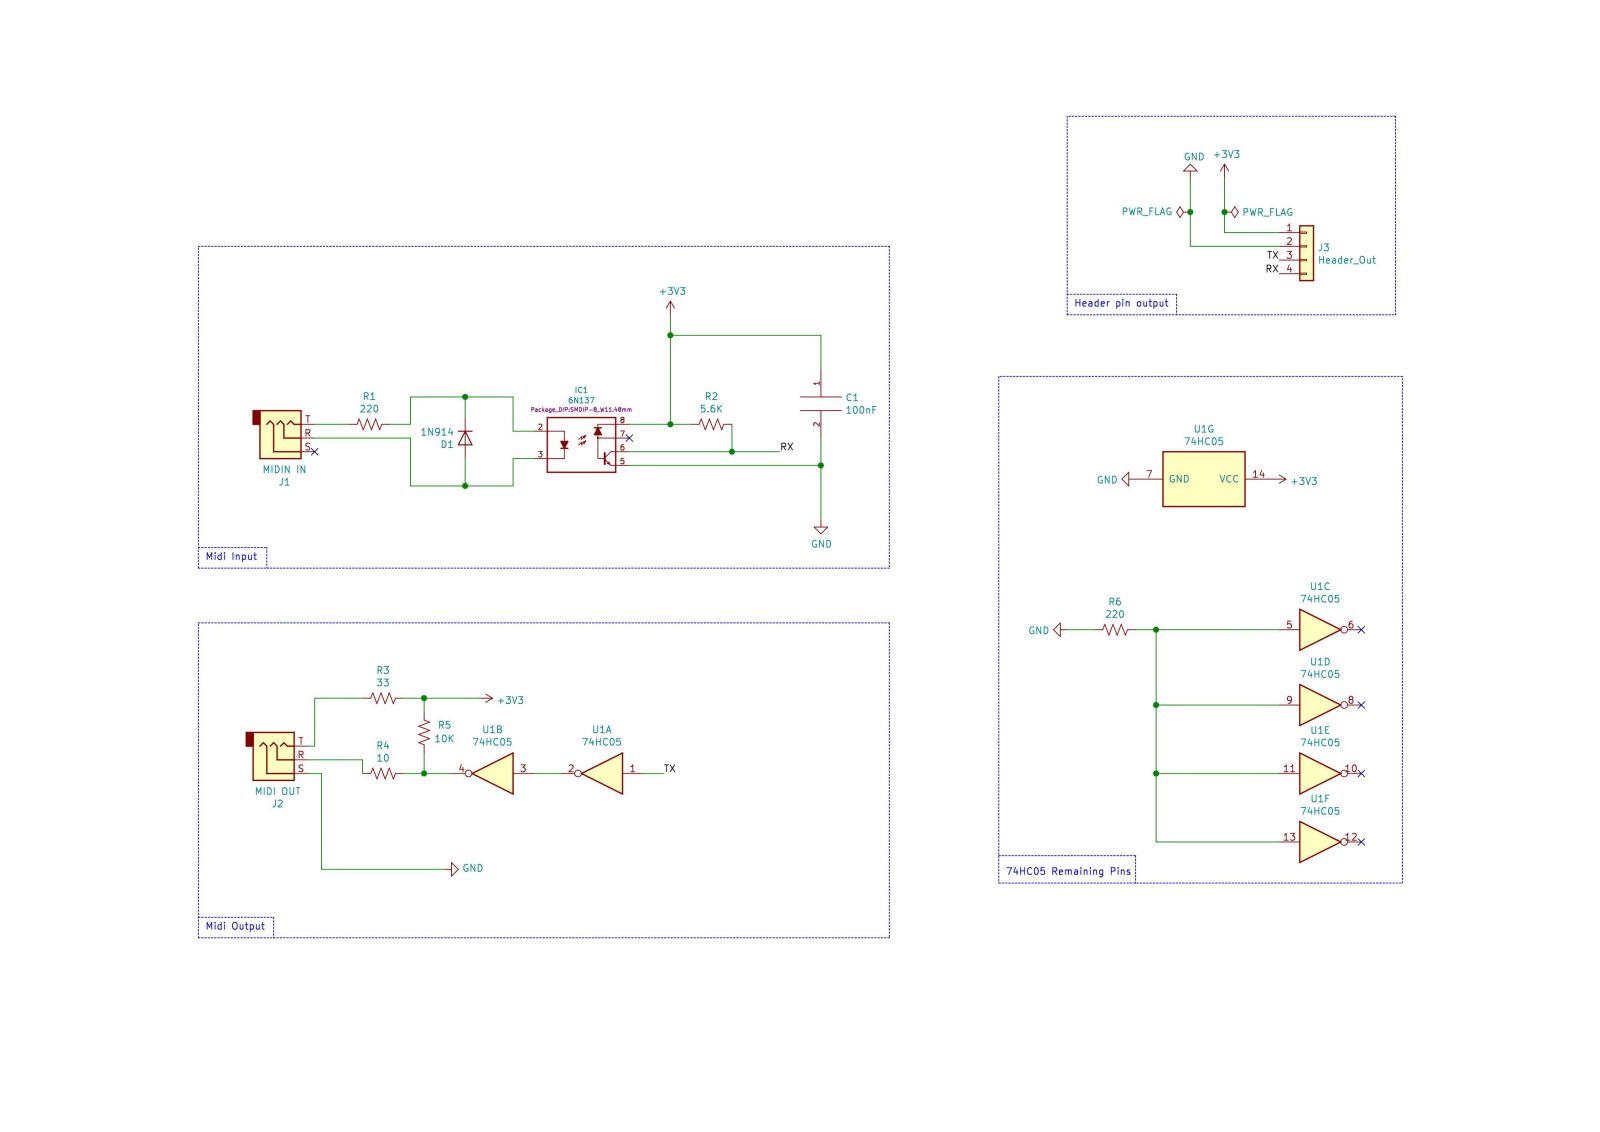 GND
+3V3
PWR_FLAG
PWR_FLAG
1
2
TX 3
RX 4
J3
Header_Out
Header pin output
+3V3
R1
220
1N914
D1
IC1
6N137
Package_DIP:SMDIP-8_W11.48mm
2
3
8
7
6
5
R2
5.6K
RX
1
2
C1
100nF
GND
T
R
S
MIDIN IN
J1
Midi Input
U1G
74HC05
GND
7
GND
VCC
14
+3V3
R6
220
GND
U1C
74HC05
5
6
U1D
74HC05
9
8
U1E
74HC05
11
10
U1F
74HC05
13
12
74HC05 Remaining Pins
R3
33
+3V3
R5
10K
R4
10
U1B
74HC05
4
3
U1A
74HC05
2
1
TX
T
R
S
MIDI OUT
J2
GND
Midi Output